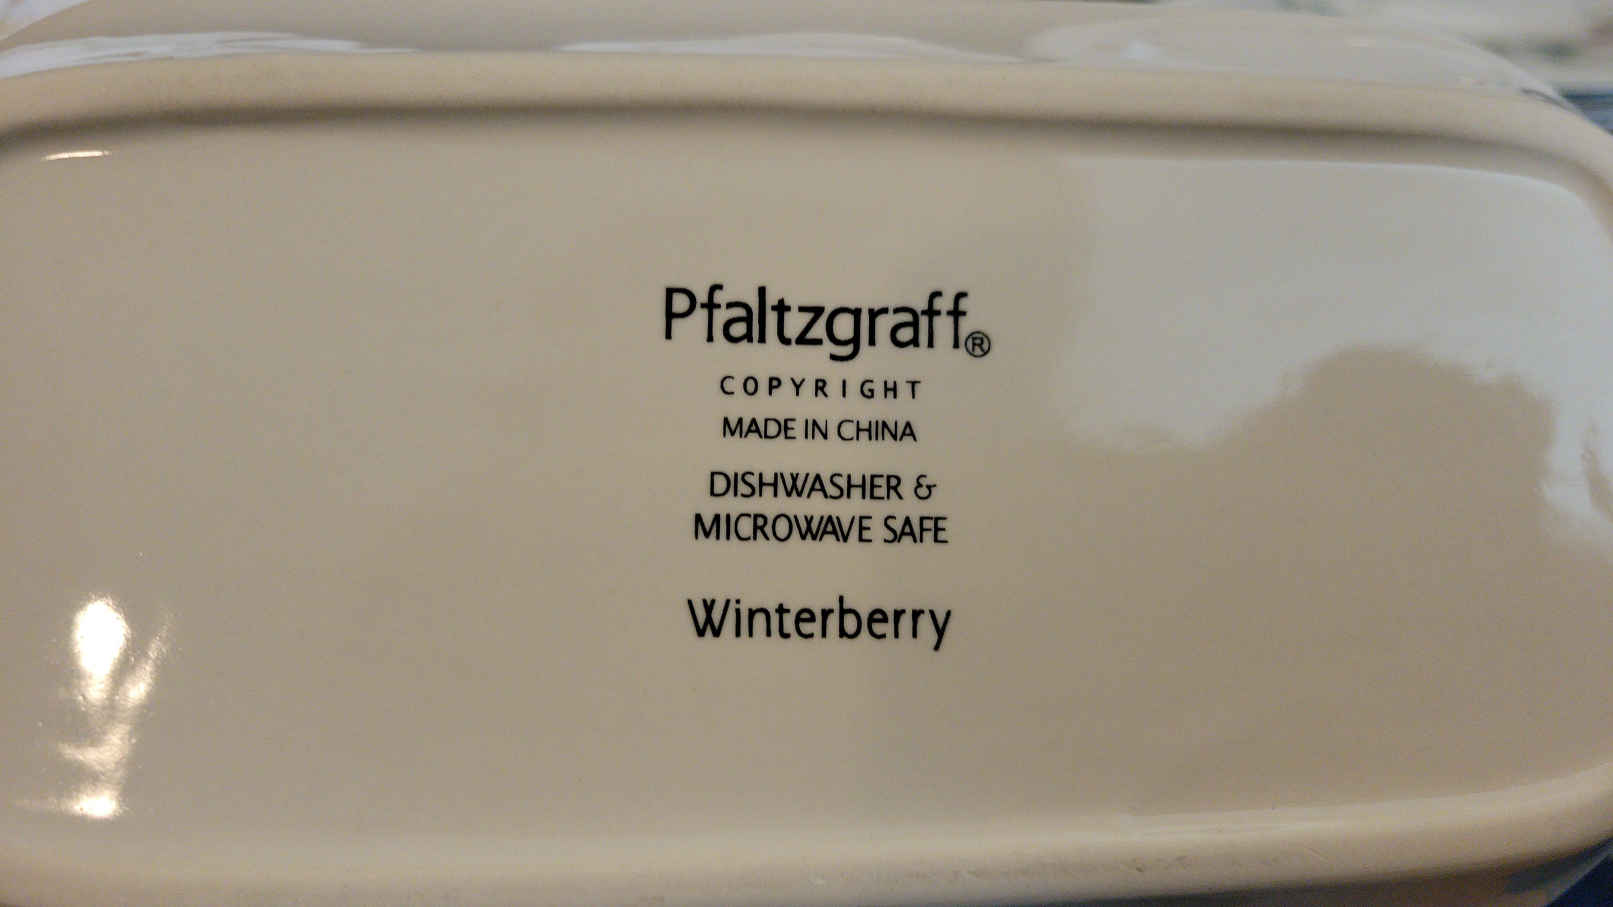 Pfaltzgraff®
COPYRIGHT
MADE IN CHINA
DISHWASHER &
MICROWAVE SAFE
Winterberry